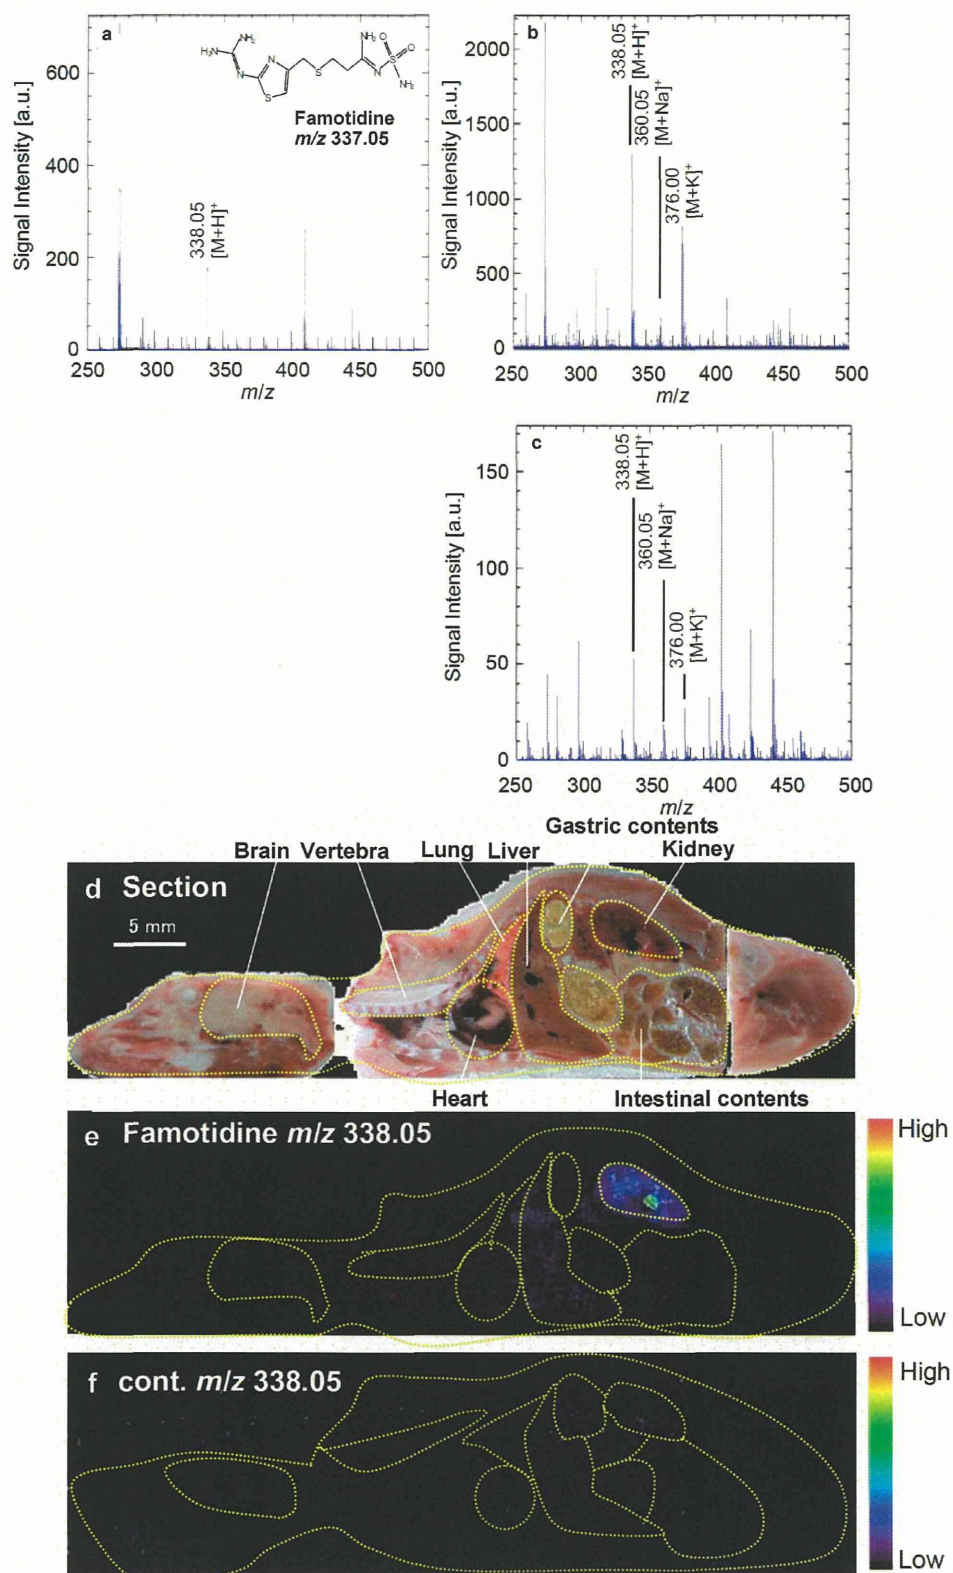 a
NH₂
H₂N
N
N
S
S
NH₂
N
O
S
O
NH₂
Famotidine
m/z 337.05
338.05
[M+H]⁺
Signal Intensity [a.u.]
600
400
200
0
250 300 350 400 450 500
m/z
b
338.05
[M+H]⁺
360.05
[M+Na]⁺
376.00
[M+K]⁺
Signal Intensity [a.u.]
2000
1500
1000
500
0
250 300 350 400 450 500
m/z
c
338.05
[M+H]⁺
360.05
[M+Na]⁺
376.00
[M+K]⁺
Signal Intensity [a.u.]
150
100
50
0
250 300 350 400 450 500
m/z
Gastric contents
Brain Vertebra Lung Liver Kidney
d Section
5 mm
Heart Intestinal contents
e Famotidine m/z 338.05
High
Low
f cont. m/z 338.05
High
Low